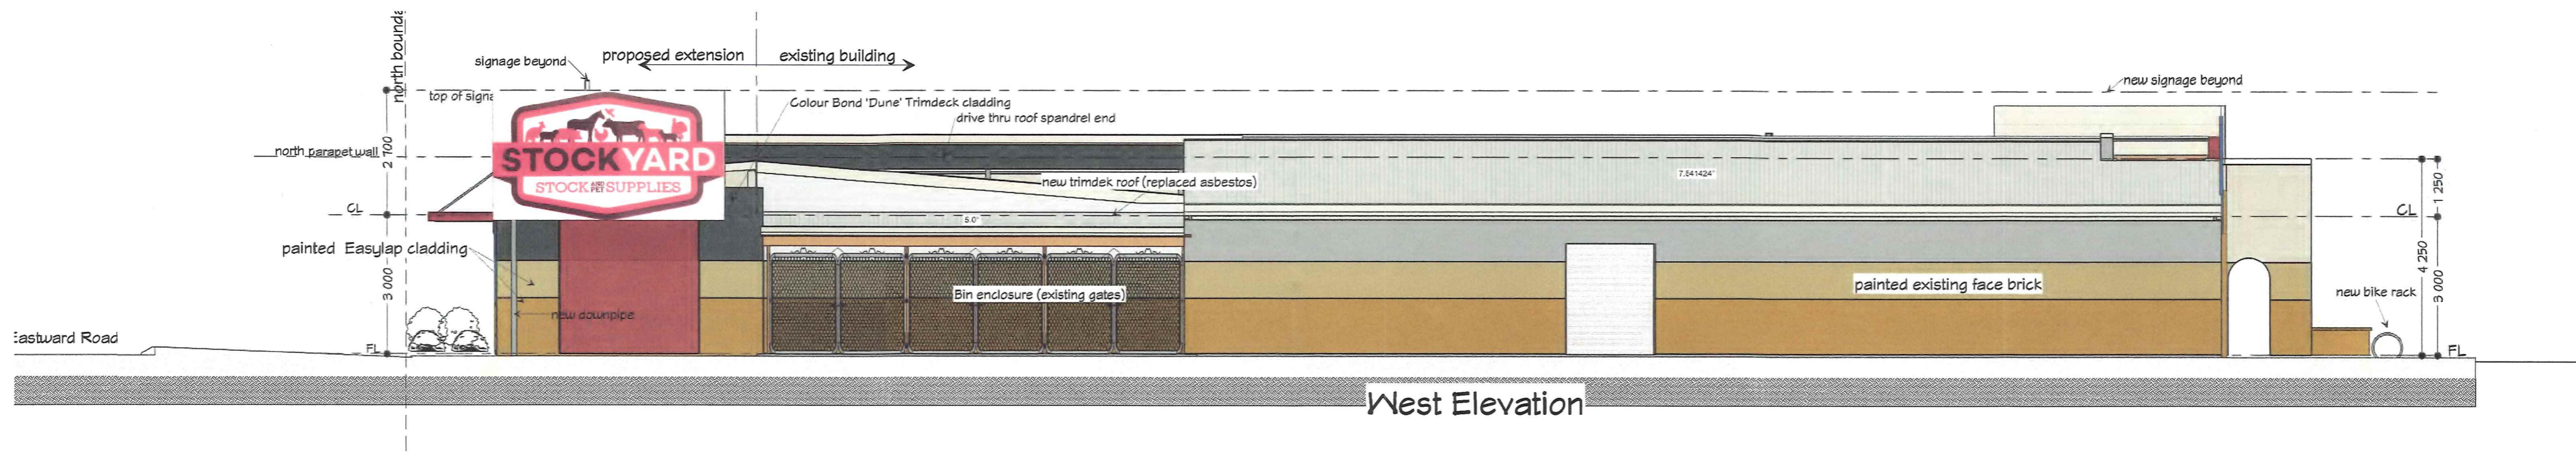 north bounda
signage beyond
proposed extension
existing building
new signage beyond
top of signa
Colour Bond 'Dune' Trimdeck cladding
drive thru roof spandrel end
north parapet wall
2 700
STOCKYARD
STOCK AND PET SUPPLIES
new trimdek roof (replaced asbestos)
7.541424°
1 250
CL
CL
5.0°
painted Easylap cladding
4 250
3 000
3 000
Bin enclosure (existing gates)
painted existing face brick
new bike rack
new downpipe
Eastward Road
FL
FL
West Elevation